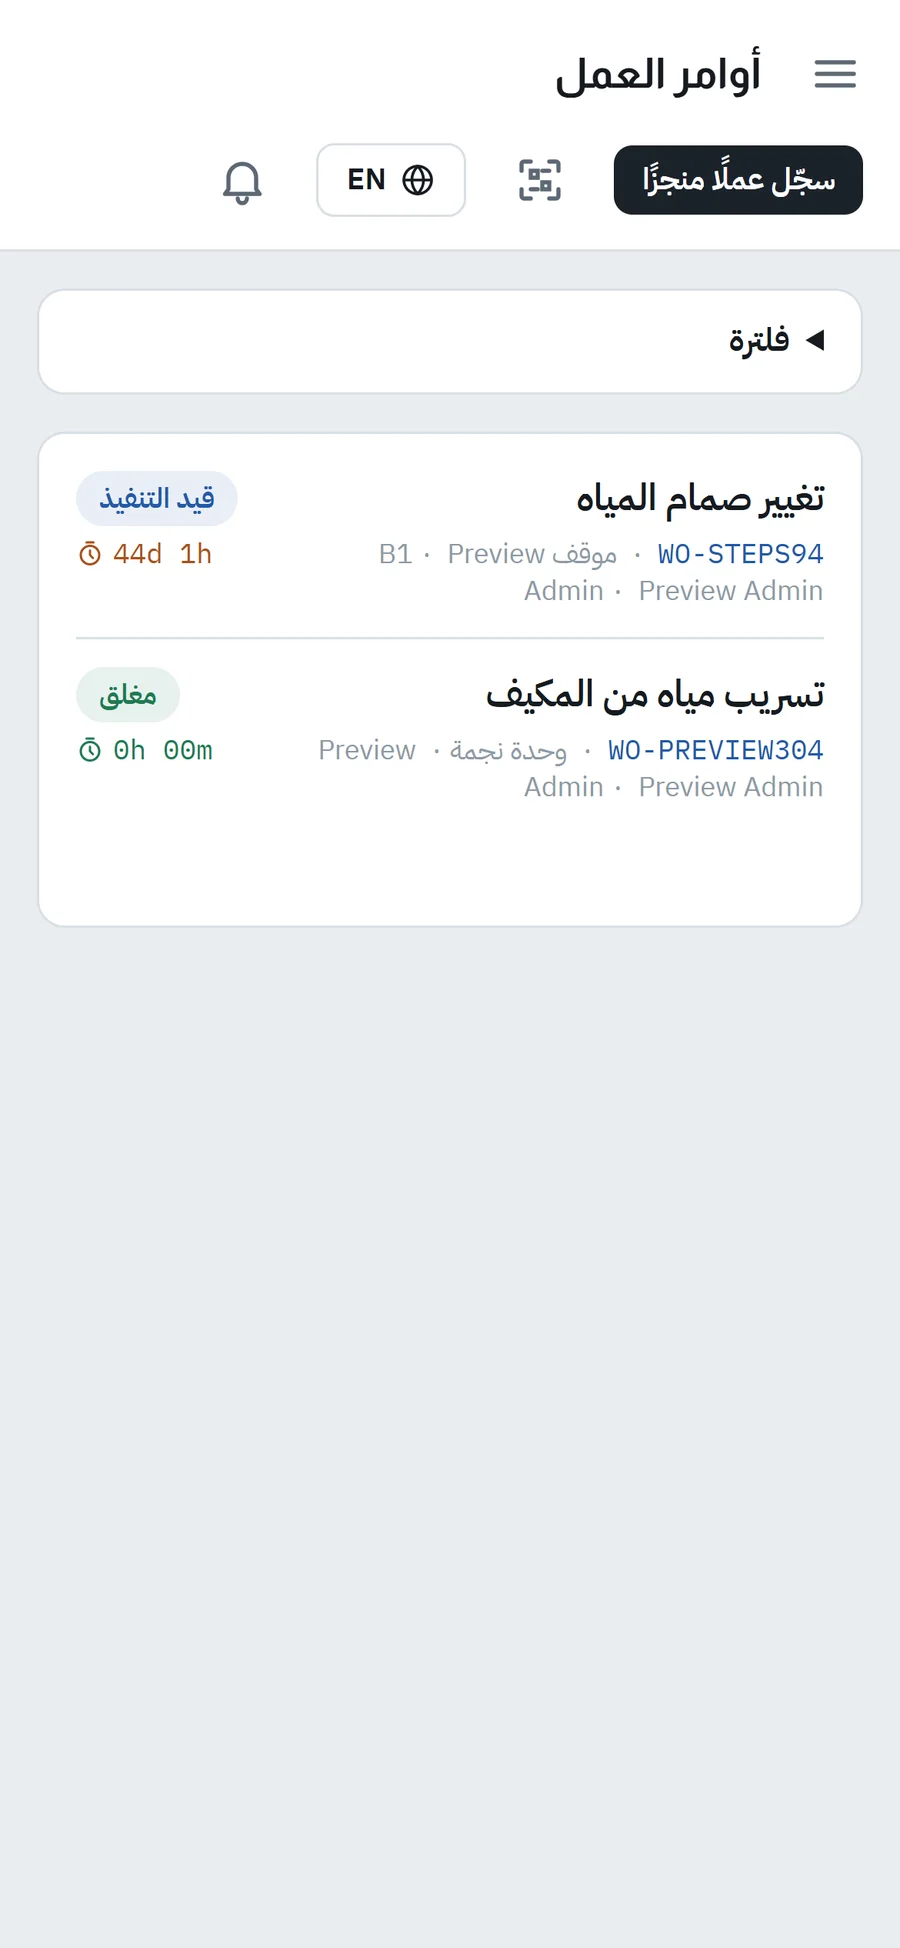 أوامر العمل
سجّل عملًا منجزًا
EN
فلترة
تغيير صمام المياه
قيد التنفيذ
WO-STEPS94 · موقف B1 · Preview
Admin · Preview Admin
44d 1h
تسريب مياه من المكيف
مغلق
WO-PREVIEW304 · وحدة نجمة · Preview
Admin · Preview Admin
0h 00m